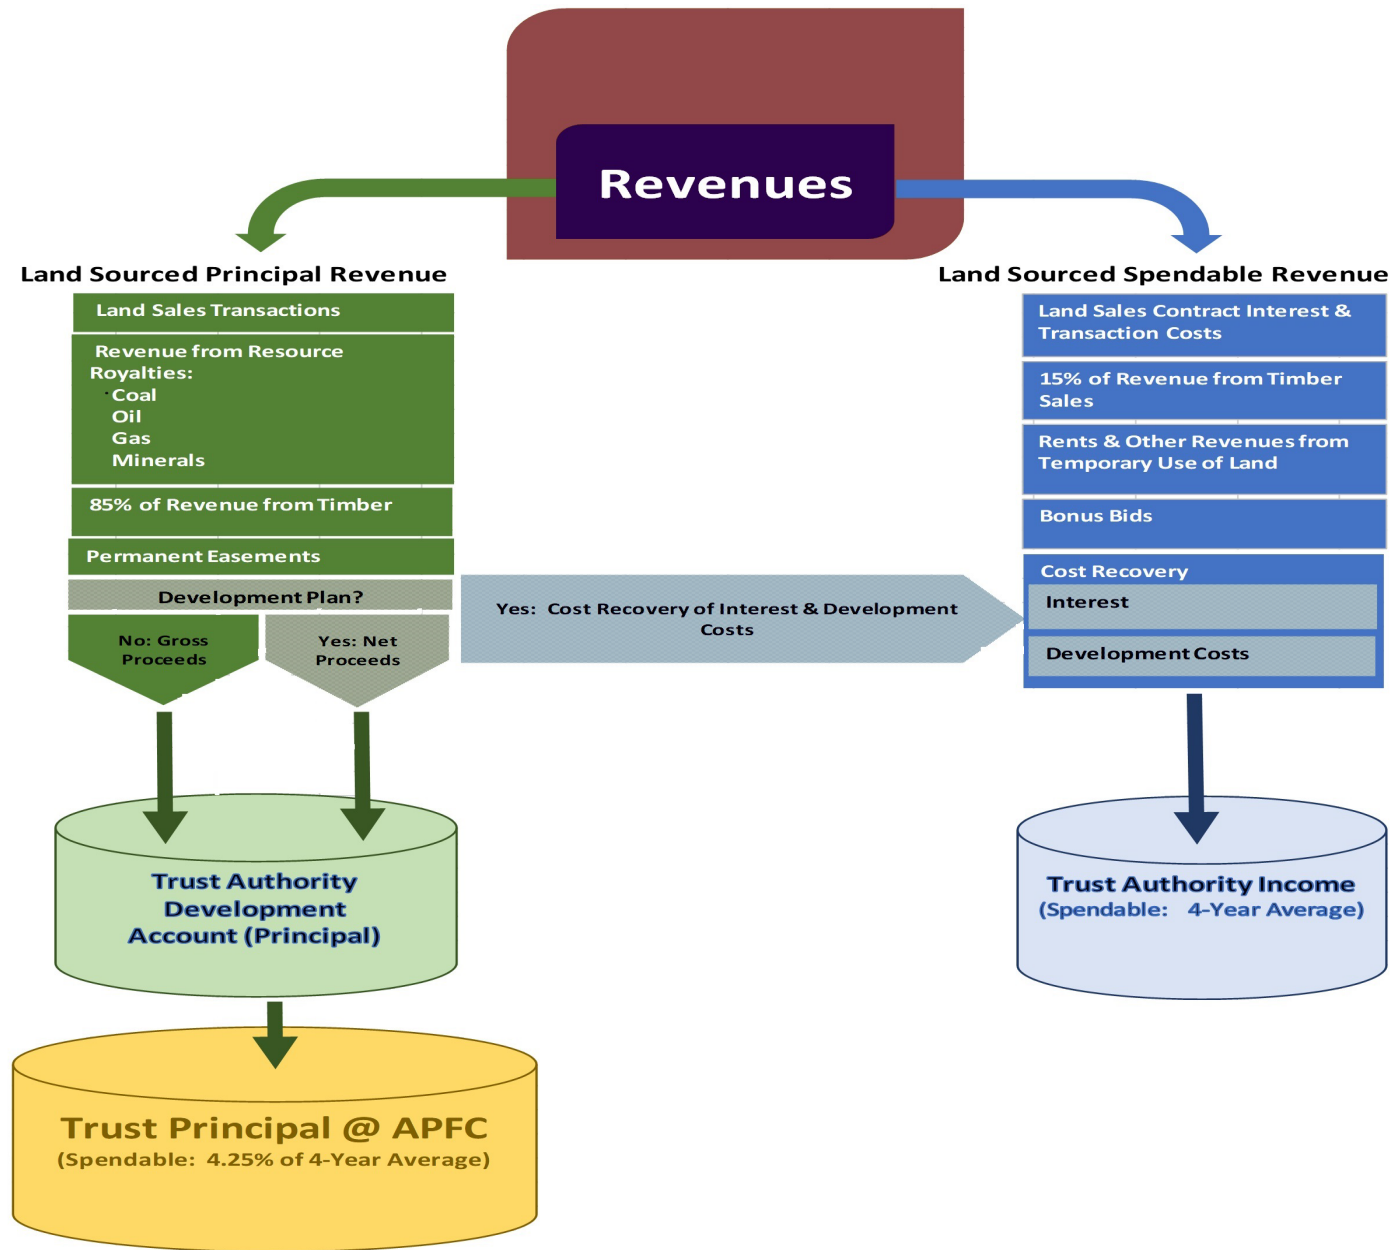 Revenues
Land Sourced Principal Revenue
Land Sales Transactions
Revenue from Resource
Royalties:
Coal
Oil
Gas
Minerals
85% of Revenue from Timber
Permanent Easements
Development Plan?
No: Gross
Proceeds
Yes: Net
Proceeds
Yes: Cost Recovery of Interest & Development
Costs
Land Sourced Spendable Revenue
Land Sales Contract Interest &
Transaction Costs
15% of Revenue from Timber
Sales
Rents & Other Revenues from
Temporary Use of Land
Bonus Bids
Cost Recovery
Interest
Development Costs
Trust Authority
Development
Account (Principal)
Trust Authority Income
(Spendable: 4-Year Average)
Trust Principal @ APFC
(Spendable: 4.25% of 4-Year Average)